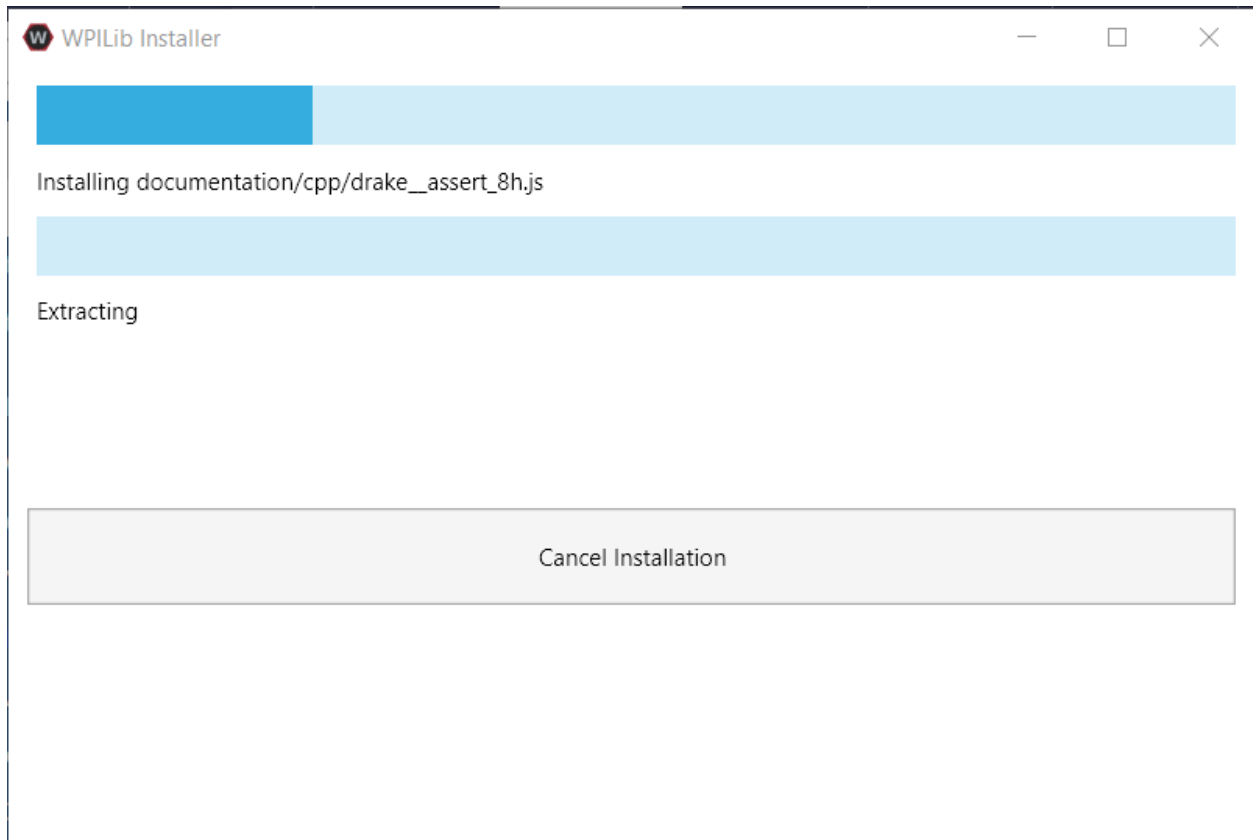 W WPILib Installer
Installing documentation/cpp/drake__assert_8h.js
Extracting
Cancel Installation